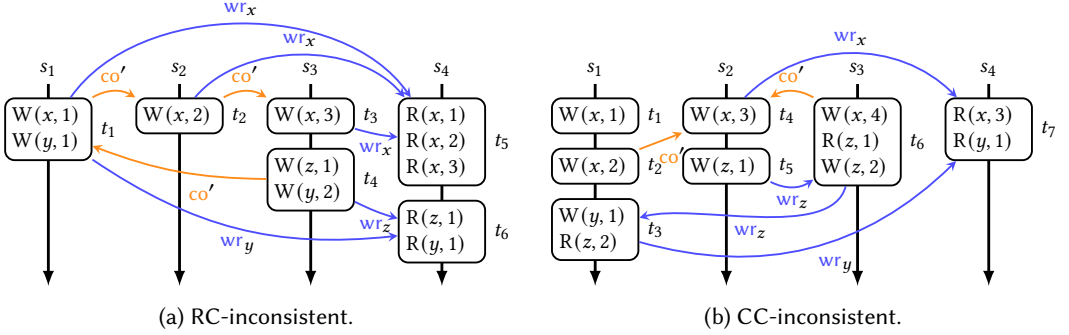 wr_x
wr_x
s_1 s_2 s_3 s_4
co′ co′
W(x, 1)
W(y, 1)
t_1
W(x, 2)
t_2
W(x, 3)
t_3
wr_x
R(x, 1)
R(x, 2)
R(x, 3)
t_5
W(z, 1)
W(y, 2)
t_4
co′
wr_y
wr_z
R(z, 1)
R(y, 1)
t_6
(a) RC-inconsistent.
wr_x
s_1 s_2 s_3 s_4
co′
W(x, 1)
t_1
W(x, 3)
t_4
W(x, 4)
R(z, 1)
W(z, 2)
t_6
R(x, 3)
R(y, 1)
t_7
co′
W(x, 2)
t_2
W(z, 1)
t_5
wr_z
W(y, 1)
R(z, 2)
t_3
wr_z
wr_y
(b) CC-inconsistent.